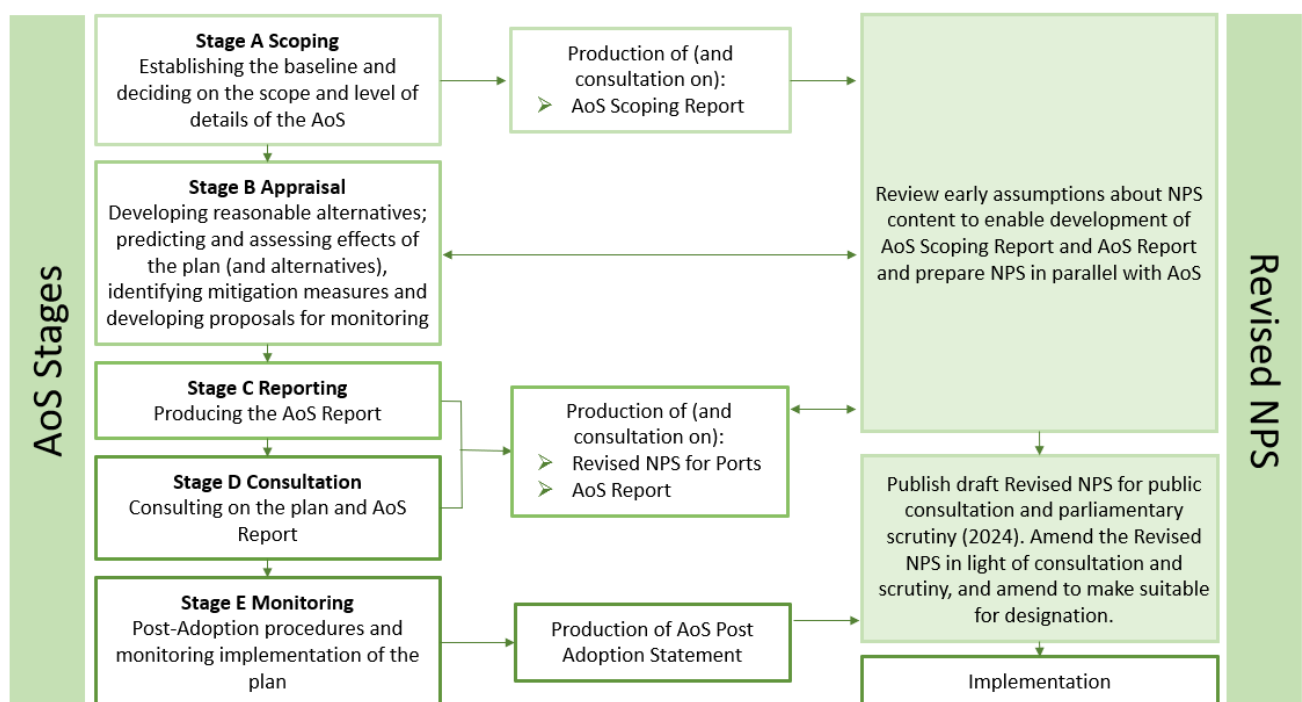 AoS Stages
Stage A Scoping
Establishing the baseline and
deciding on the scope and level of
details of the AoS
Production of (and
consultation on):
➢ AoS Scoping Report
Stage B Appraisal
Developing reasonable alternatives;
predicting and assessing effects of
the plan (and alternatives),
identifying mitigation measures and
developing proposals for monitoring
Review early assumptions about NPS
content to enable development of
AoS Scoping Report and AoS Report
and prepare NPS in parallel with AoS
Stage C Reporting
Producing the AoS Report
Production of (and
consultation on):
➢ Revised NPS for Ports
➢ AoS Report
Stage D Consultation
Consulting on the plan and AoS
Report
Publish draft Revised NPS for public
consultation and parliamentary
scrutiny (2024). Amend the Revised
NPS in light of consultation and
scrutiny, and amend to make suitable
for designation.
Stage E Monitoring
Post-Adoption procedures and
monitoring implementation of the
plan
Production of AoS Post
Adoption Statement
Implementation
Revised NPS